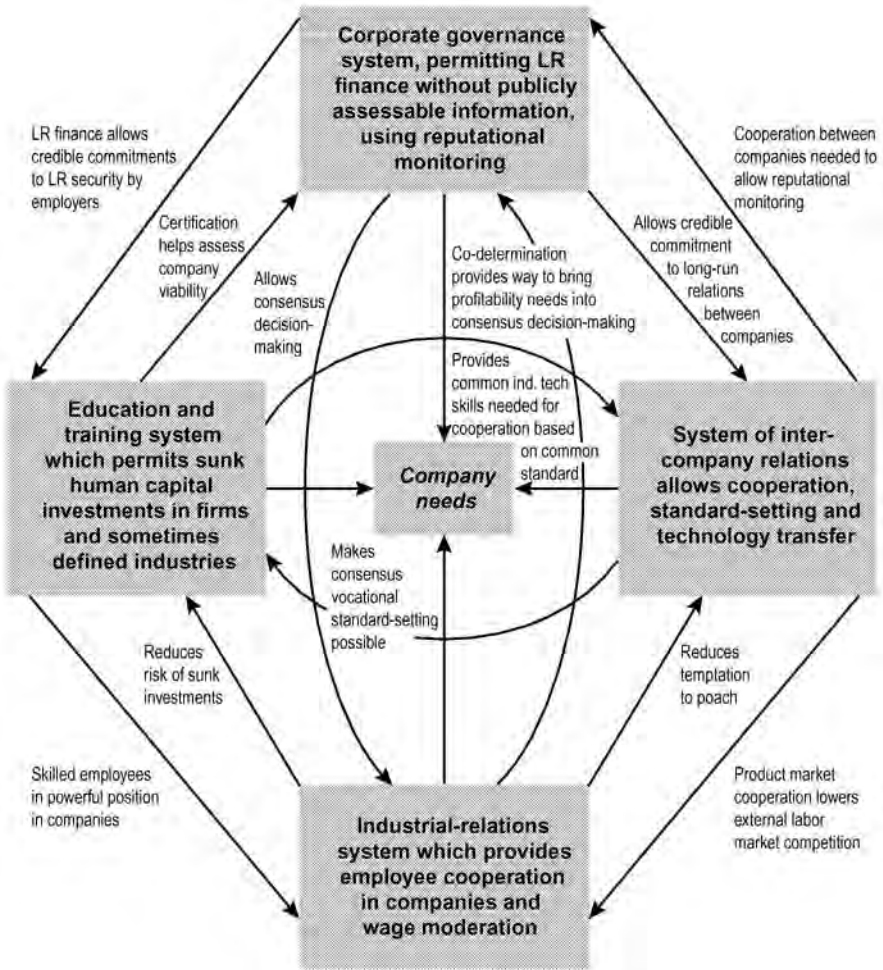 Corporate governance
system, permitting LR
finance without publicly
assessable information,
using reputational
monitoring
LR finance allows
credible commitments
to LR security by
employers
Cooperation between
companies needed to
allow reputational
monitoring
Certification
helps assess
company
viability
Allows
consensus
decision-
making
Co-determination
provides way to bring
profitability needs into
consensus decision-making
Allows credible
commitment
to long-run
relations
between
companies
Provides
common ind. tech
skills needed for
cooperation based
on common
standard
Education and
training system
which permits sunk
human capital
investments in firms
and sometimes
defined industries
Company
needs
System of inter-
company relations
allows cooperation,
standard-setting and
technology transfer
Makes
consensus
vocational
standard-setting
possible
Reduces
risk of sunk
investments
Reduces
temptation
to poach
Skilled employees
in powerful position
in companies
Product market
cooperation lowers
external labor
market competition
Industrial-relations
system which provides
employee cooperation
in companies and
wage moderation